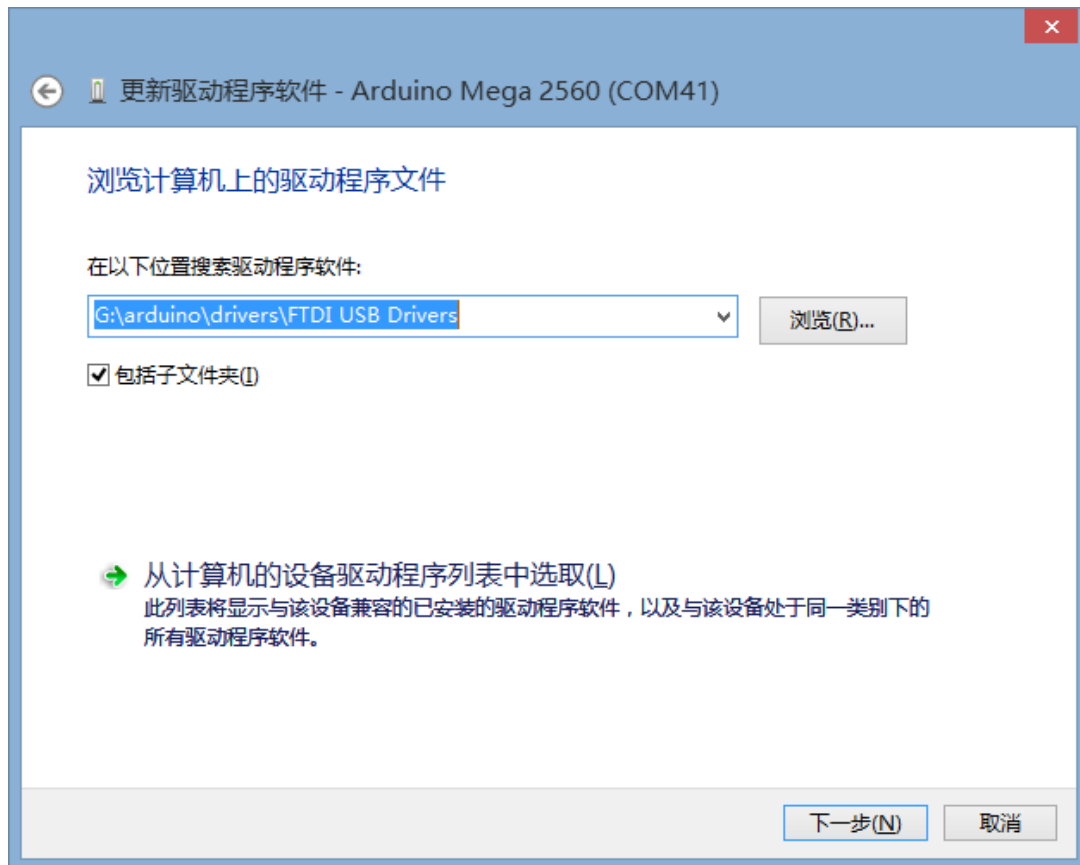 更新驱动程序软件 - Arduino Mega 2560 (COM41)
浏览计算机上的驱动程序文件
在以下位置搜索驱动程序软件:
G:\arduino\drivers\FTDI USB Drivers
浏览(R)...
包括子文件夹(I)
从计算机的设备驱动程序列表中选取(L)
此列表将显示与该设备兼容的已安装的驱动程序软件，以及与该设备处于同一类别下的
所有驱动程序软件。
下一步(N)
取消